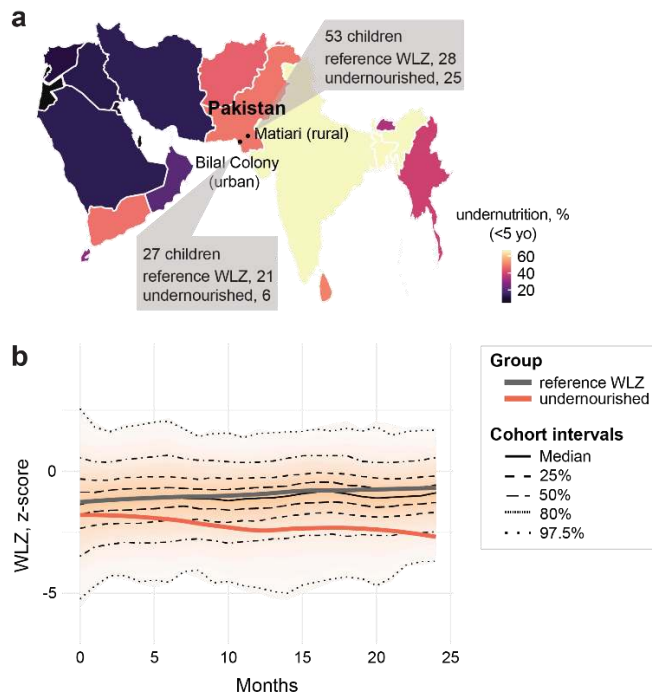 a
53 children
reference WLZ, 28
undernourished, 25
Pakistan
Matiari (rural)
Bilal Colony
(urban)
27 children
reference WLZ, 21
undernourished, 6
undernutrition, %
(<5 yo)
60
40
20
b
Group
reference WLZ
undernourished
Cohort intervals
Median
25%
50%
80%
97.5%
WLZ, z-score
0
-5
0
5
10
15
20
25
Months